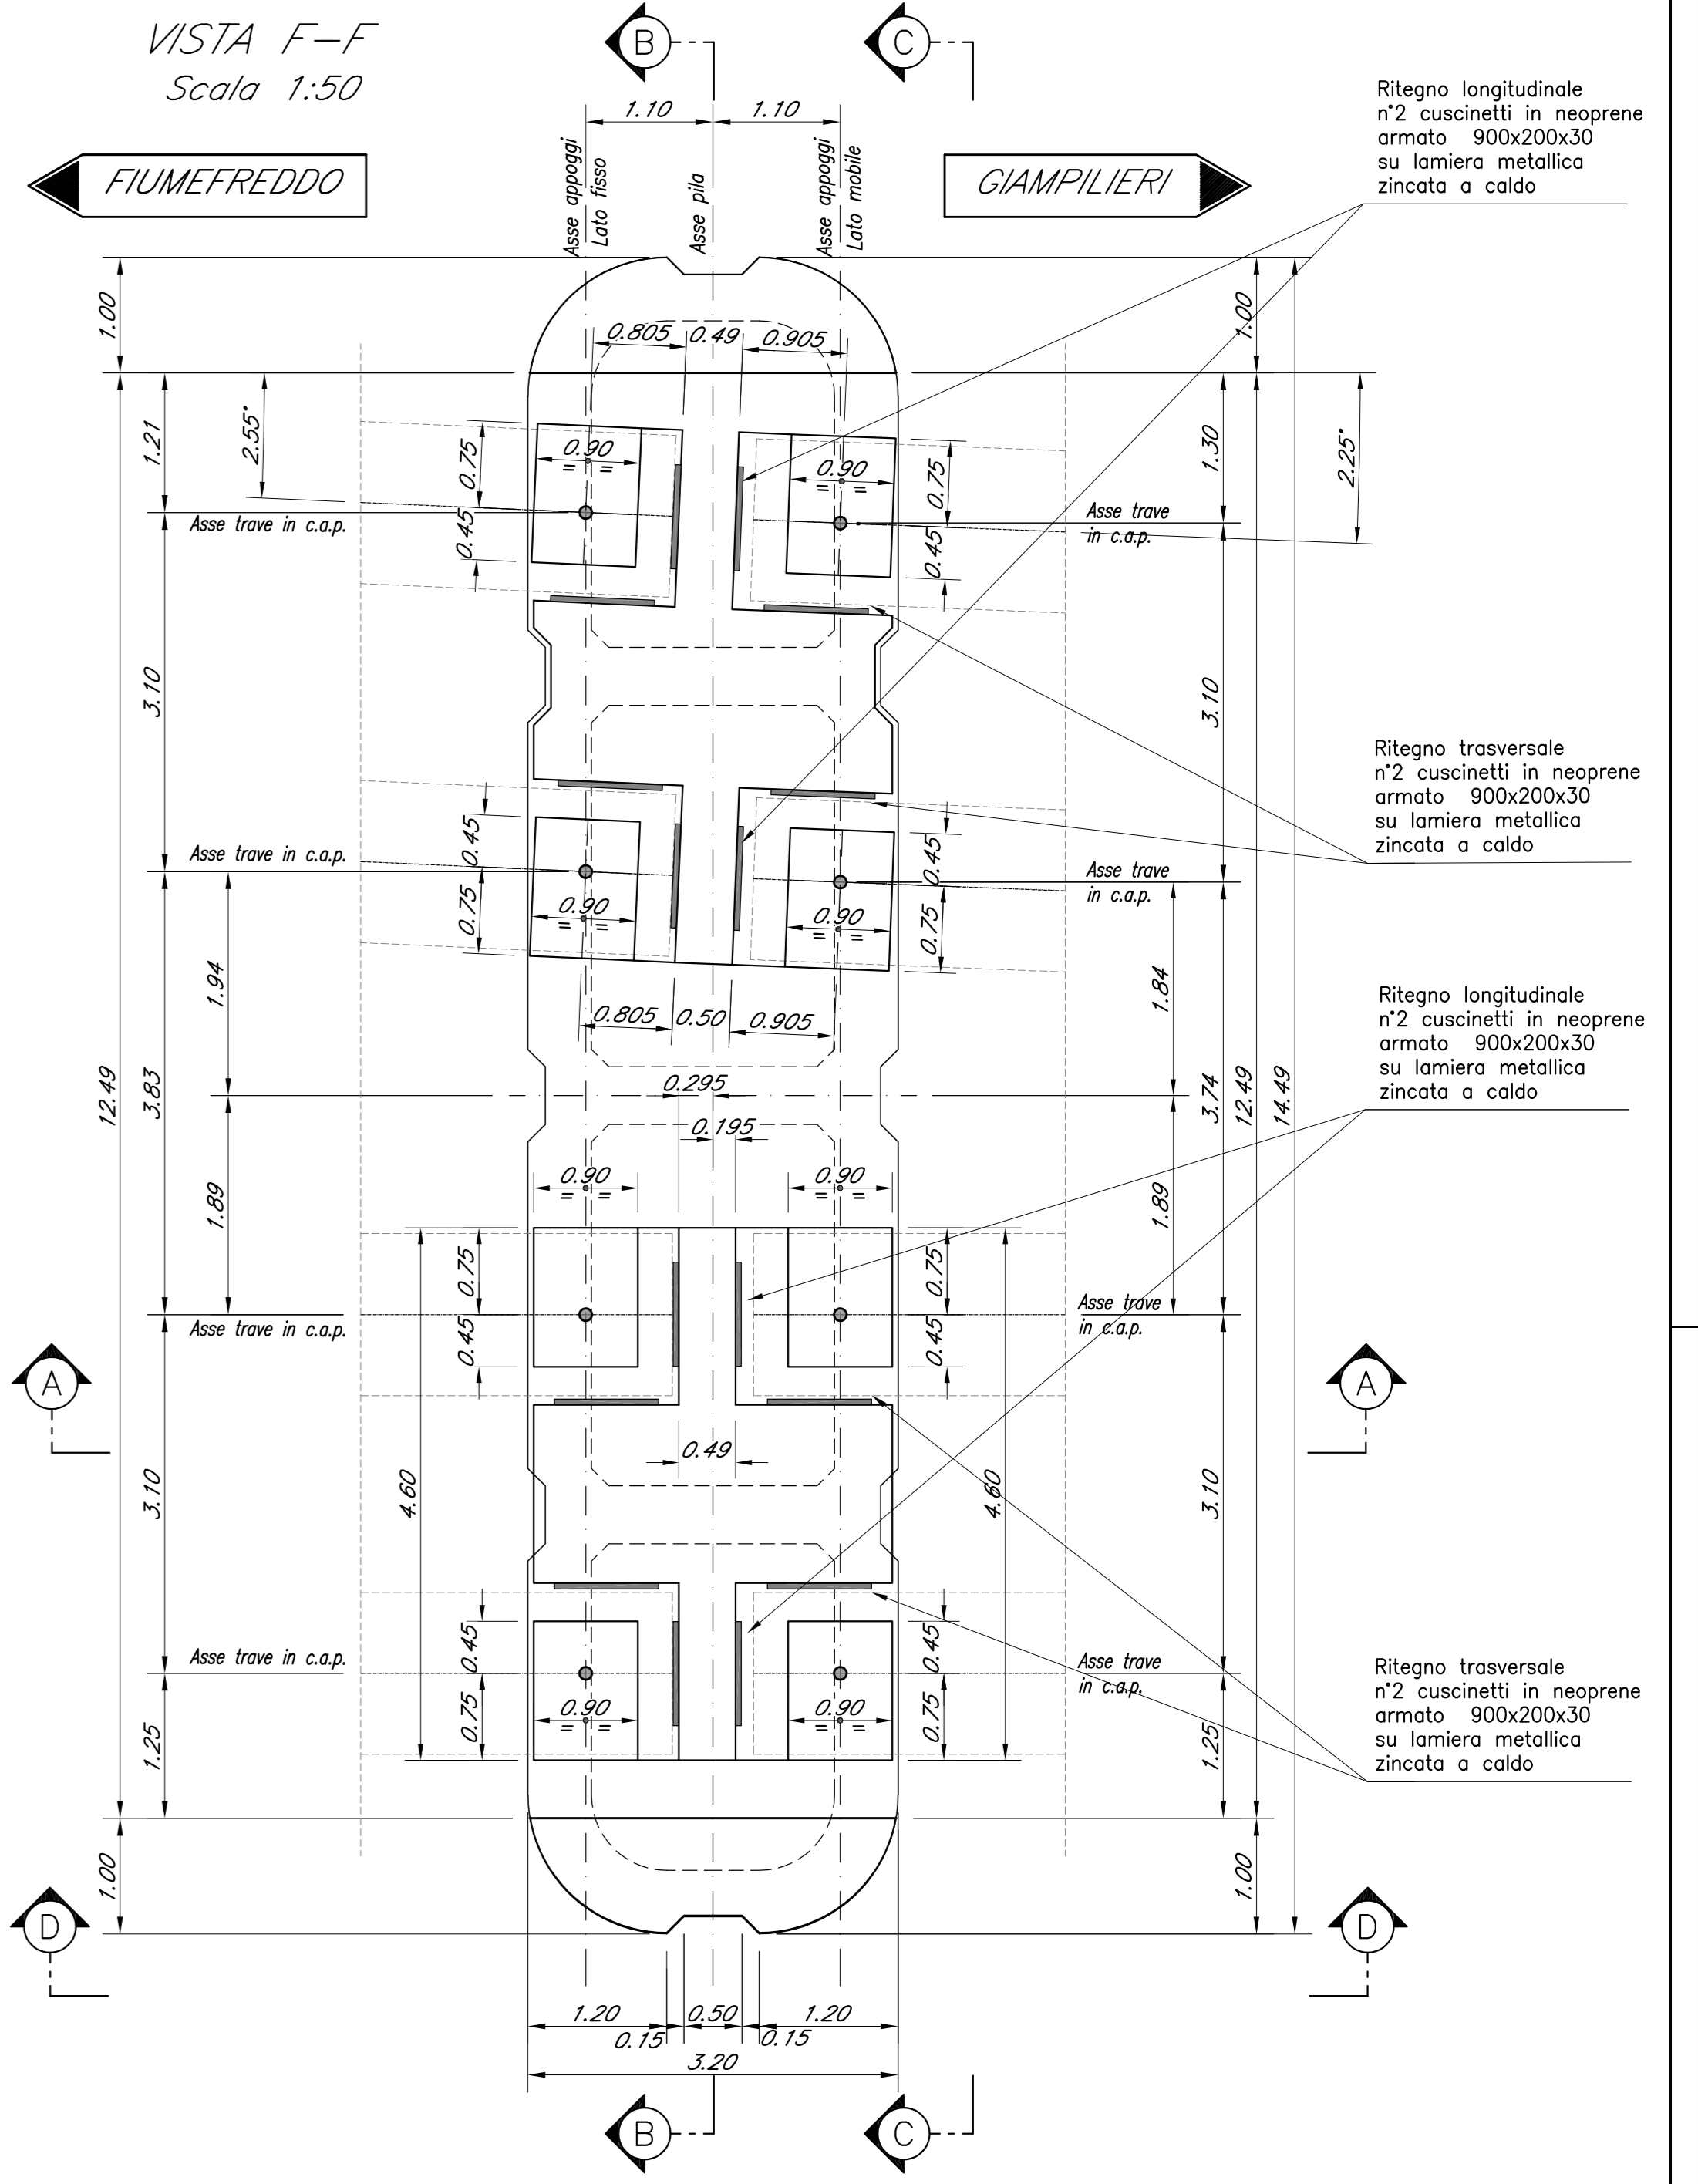 VISTA F-F
Scala 1:50
B
C
1.10
1.10
Asse appoggi
Lato fisso
Asse pila
Asse appoggi
Lato mobile
FIUMEFREDDO
GIAMPILIERI
Ritegno longitudinale
n°2 cuscinetti in neoprene
armato 900x200x30
su lamiera metallica
zincata a caldo
1.00
1.00
0.805
0.49
0.905
1.21
2.55°
0.75
0.90
= =
0.90
= =
0.75
1.30
2.25°
Asse trave in c.a.p.
0.45
0.45
Asse trave
in c.a.p.
3.10
3.10
Ritegno trasversale
n°2 cuscinetti in neoprene
armato 900x200x30
su lamiera metallica
zincata a caldo
Asse trave in c.a.p.
0.45
0.45
Asse trave
in c.a.p.
0.75
0.90
= =
0.90
= =
0.75
1.94
1.84
0.805
0.50
0.905
Ritegno longitudinale
n°2 cuscinetti in neoprene
armato 900x200x30
su lamiera metallica
zincata a caldo
12.49
3.83
0.295
3.74
12.49
14.49
0.195
1.89
0.90
= =
0.90
= =
1.89
0.75
0.75
Asse trave in c.a.p.
Asse trave
in c.a.p.
0.45
0.45
A
A
0.49
3.10
4.60
4.60
3.10
Asse trave in c.a.p.
0.45
0.45
Asse trave
in c.a.p.
Ritegno trasversale
n°2 cuscinetti in neoprene
armato 900x200x30
su lamiera metallica
zincata a caldo
1.25
0.75
0.90
= =
0.90
= =
0.75
1.25
1.00
1.00
D
D
1.20
0.50
1.20
0.15
0.15
3.20
B
C